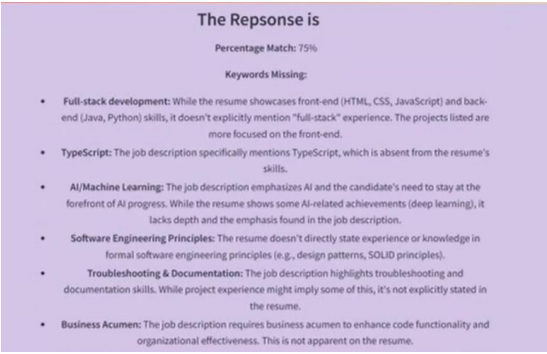 The Repsonse is
Percentage Match: 75%
Keywords Missing:
• Full-stack development: While the resume showcases front-end (HTML, CSS, JavaScript) and back-
end (Java, Python) skills, it doesn't explicitly mention "full-stack" experience. The projects listed are
more focused on the front-end.
• TypeScript: The job description specifically mentions TypeScript, which is absent from the resume's
skills.
• AI/Machine Learning: The job description emphasizes AI and the candidate's need to stay at the
forefront of AI progress. While the resume shows some AI-related achievements (deep learning), it
lacks depth and the emphasis found in the job description.
• Software Engineering Principles: The resume doesn't directly state experience or knowledge in
formal software engineering principles (e.g., design patterns, SOLID principles).
• Troubleshooting & Documentation: The job description highlights troubleshooting and
documentation skills. While project experience might imply some of this, it's not explicitly stated in
the resume.
• Business Acumen: The job description requires business acumen to enhance code functionality and
organizational effectiveness. This is not apparent on the resume.